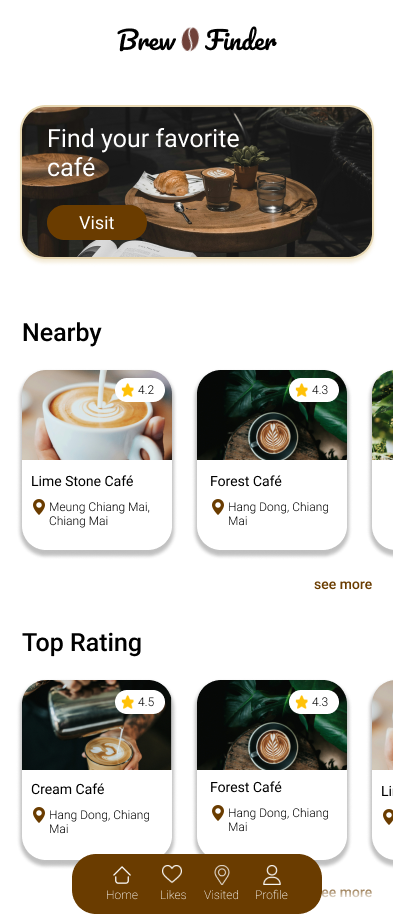 Brew Finder
Find your favorite
café
Visit
Nearby
4.2
4.3
Lime Stone Café
Forest Café
Meung Chiang Mai,
Chiang Mai
Hang Dong, Chiang
Mai
see more
Top Rating
4.5
4.3
Cream Café
Forest Café
Li
Hang Dong, Chiang
Mai
Hang Dong, Chiang
Mai
ee more
Home
Likes
Visited
Profile